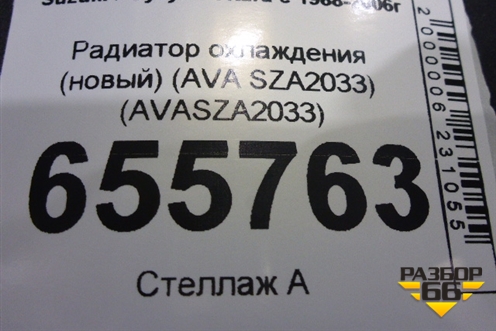 Радиатор охлаждения
(новый) (AVA SZA2033)
(AVASZA2033)
655763
Стеллаж А
2000006231055
РАЗБОР
66